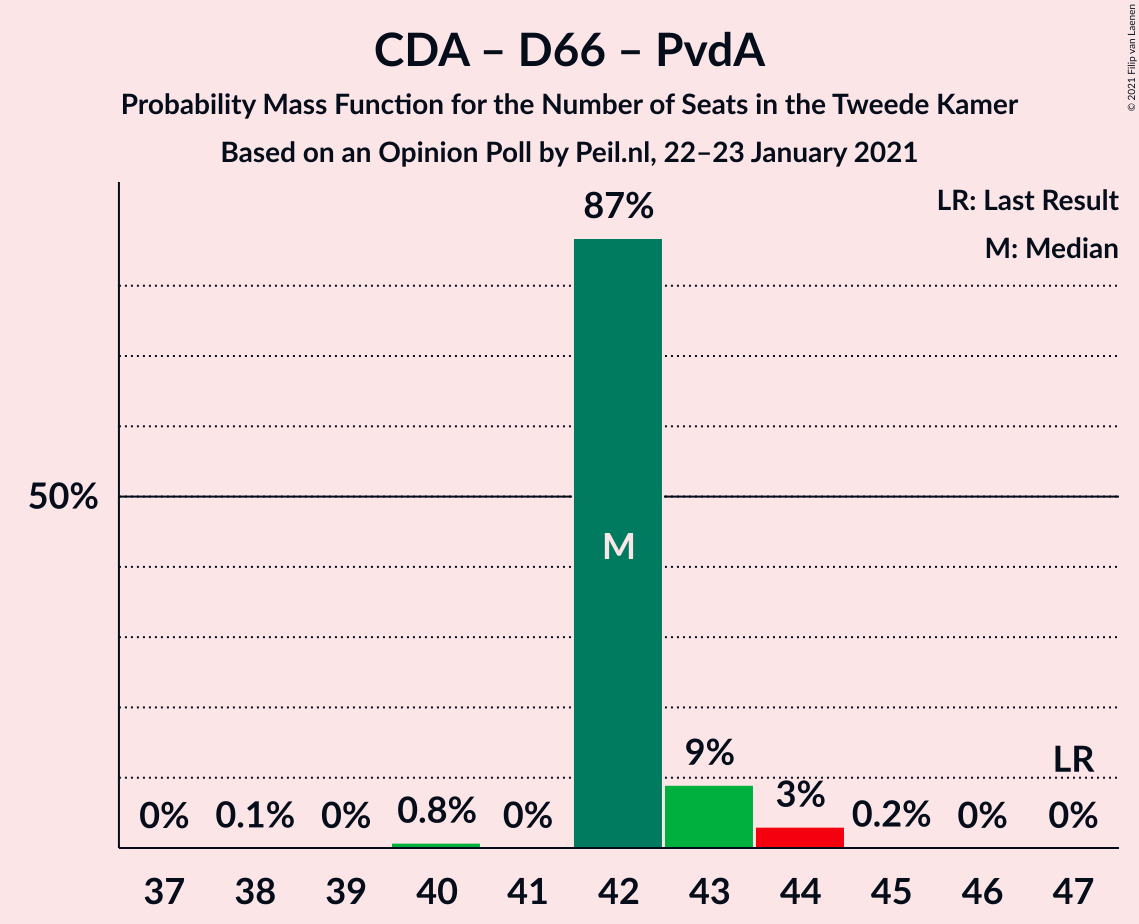 CDA – D66 – PvdA
Probability Mass Function for the Number of Seats in the Tweede Kamer
Based on an Opinion Poll by Peil.nl, 22–23 January 2021
© 2021 Filip van Laenen
LR: Last Result
M: Median
87%
50%
M
9%
LR
0% 0.1% 0% 0.8% 0% 3% 0.2% 0% 0%
37 38 39 40 41 42 43 44 45 46 47